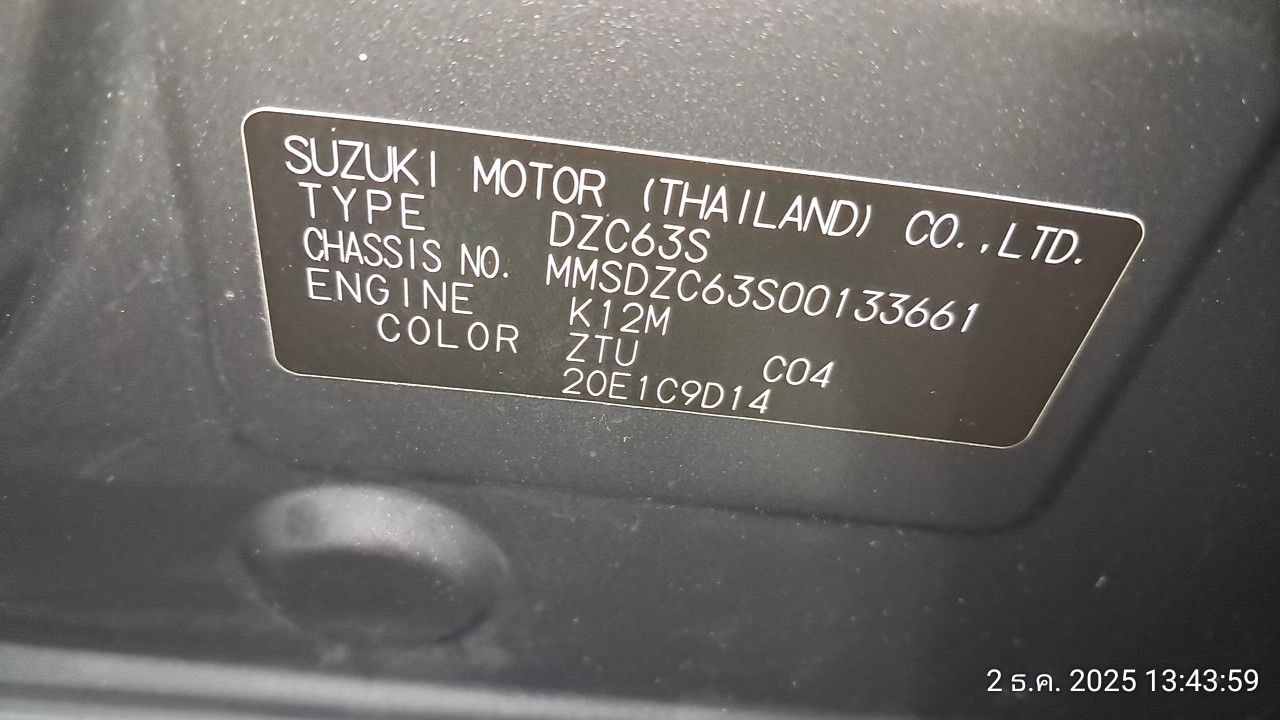 SUZUKI MOTOR (THAILAND) CO.,LTD.
TYPE DZC63S
CHASSIS NO. MMSDZC63S00133661
ENGINE K12M
COLOR ZTU C04
20E1C9D14
2 ธ.ค. 2025 13:43:59